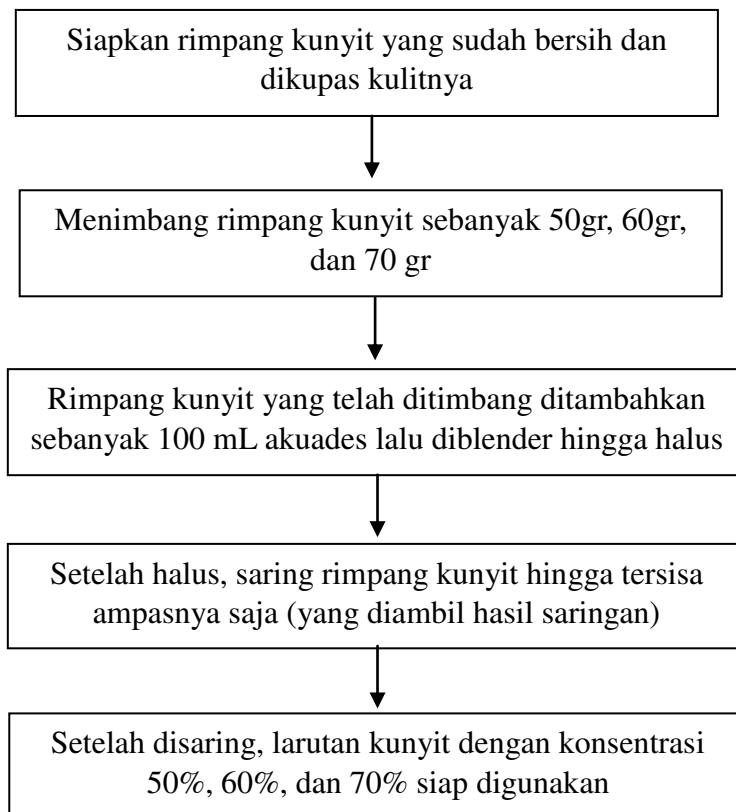 Siapkan rimpang kunyit yang sudah bersih dan
dikupas kulitnya
Menimbang rimpang kunyit sebanyak 50gr, 60gr,
dan 70 gr
Rimpang kunyit yang telah ditimbang ditambahkan
sebanyak 100 mL akuades lalu diblender hingga halus
Setelah halus, saring rimpang kunyit hingga tersisa
ampasnya saja (yang diambil hasil saringan)
Setelah disaring, larutan kunyit dengan konsentrasi
50%, 60%, dan 70% siap digunakan